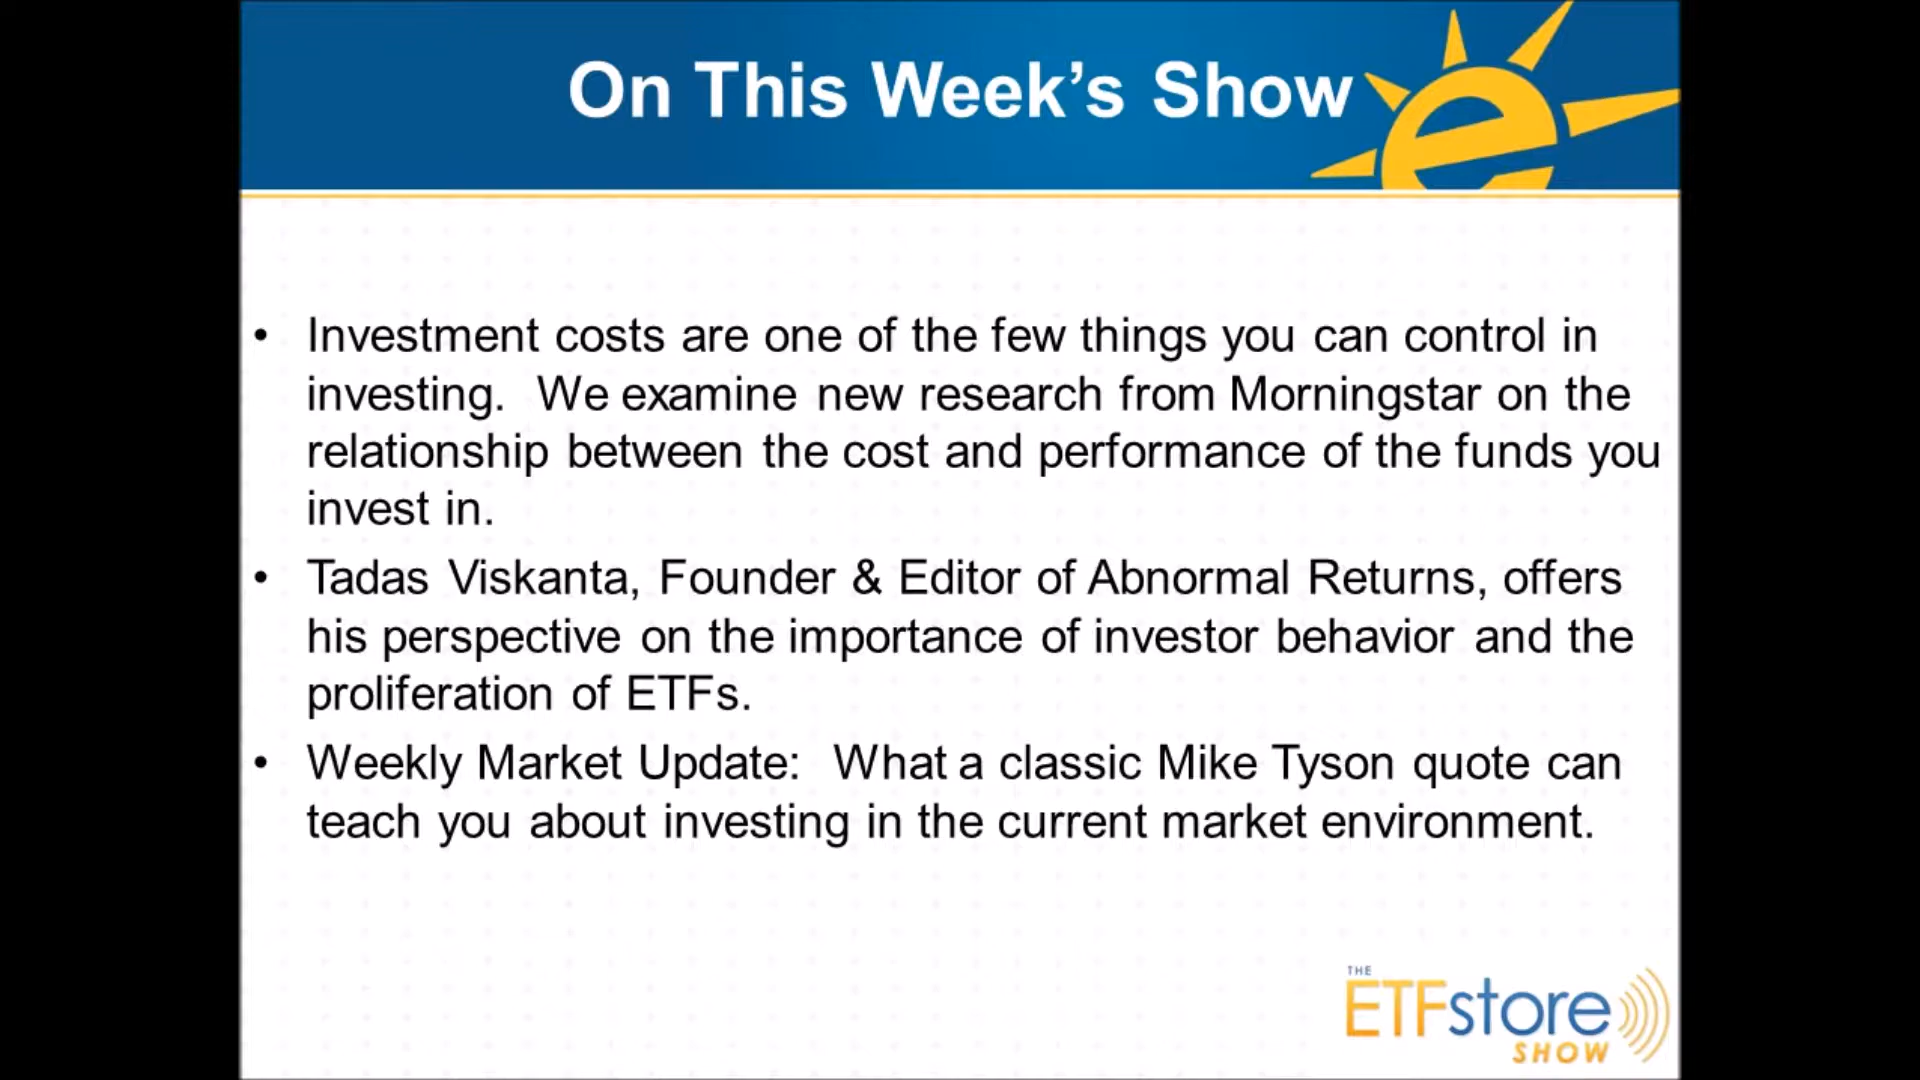 On This Week’s Show
• Investment costs are one of the few things you can control in
investing. We examine new research from Morningstar on the
relationship between the cost and performance of the funds you
invest in.
• Tadas Viskanta, Founder & Editor of Abnormal Returns, offers
his perspective on the importance of investor behavior and the
proliferation of ETFs.
• Weekly Market Update: What a classic Mike Tyson quote can
teach you about investing in the current market environment.
THE
ETFstore
SHOW